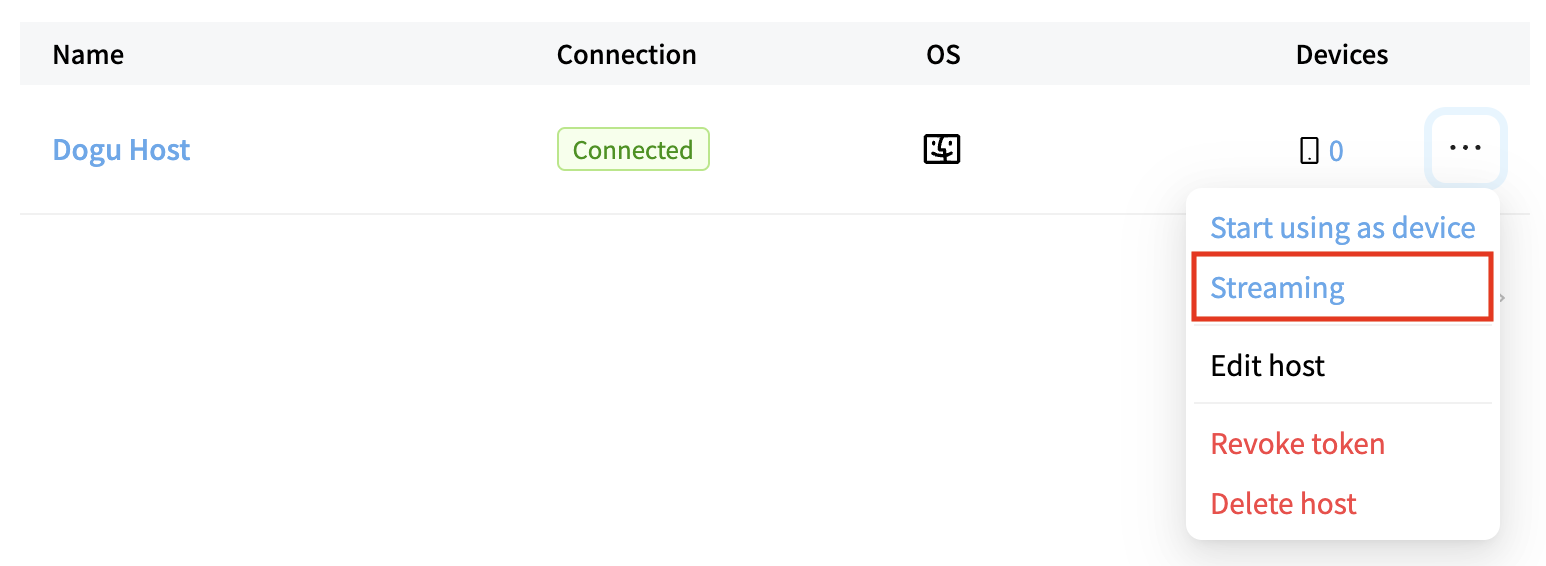 Name Connection OS Devices
Dogu Host Connected 0 ...
Start using as device
Streaming
Edit host
Revoke token
Delete host